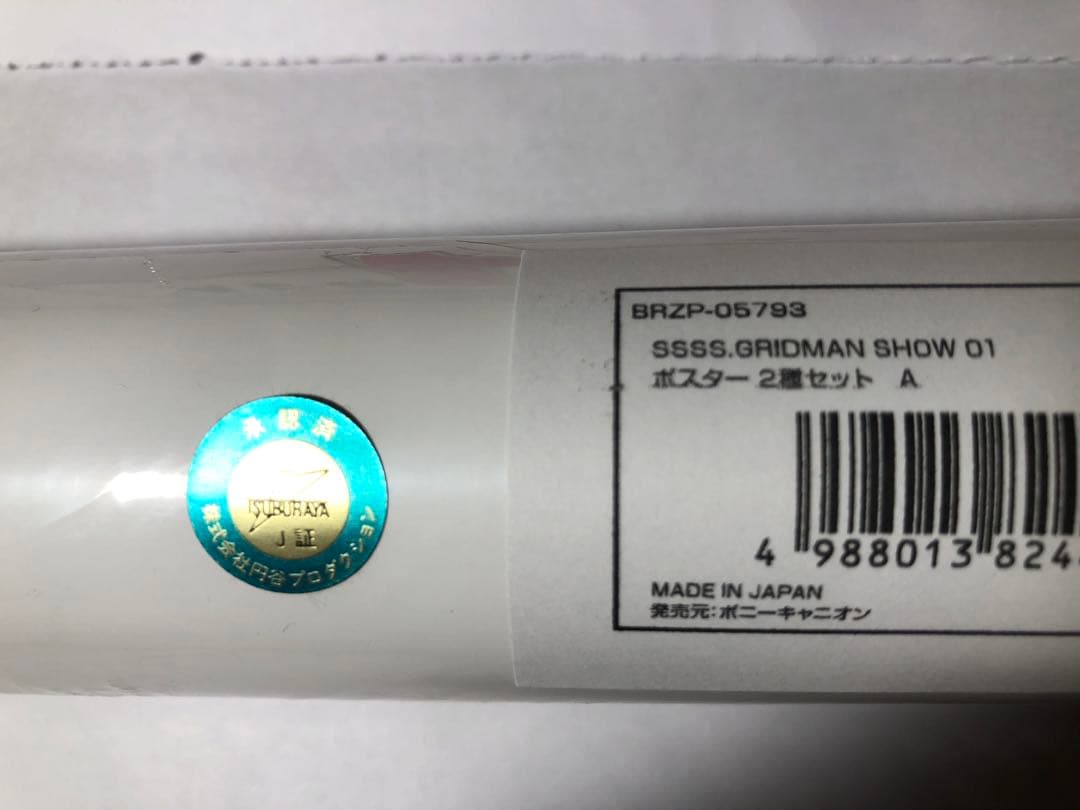 承認済
TSUBURAYA
J証
株式会社円谷プロダクション
BRZP-05793
SSSS.GRIDMAN SHOW 01
ポスター 2種セット A
4 988013 824
MADE IN JAPAN
発売元:ポニーキャニオン